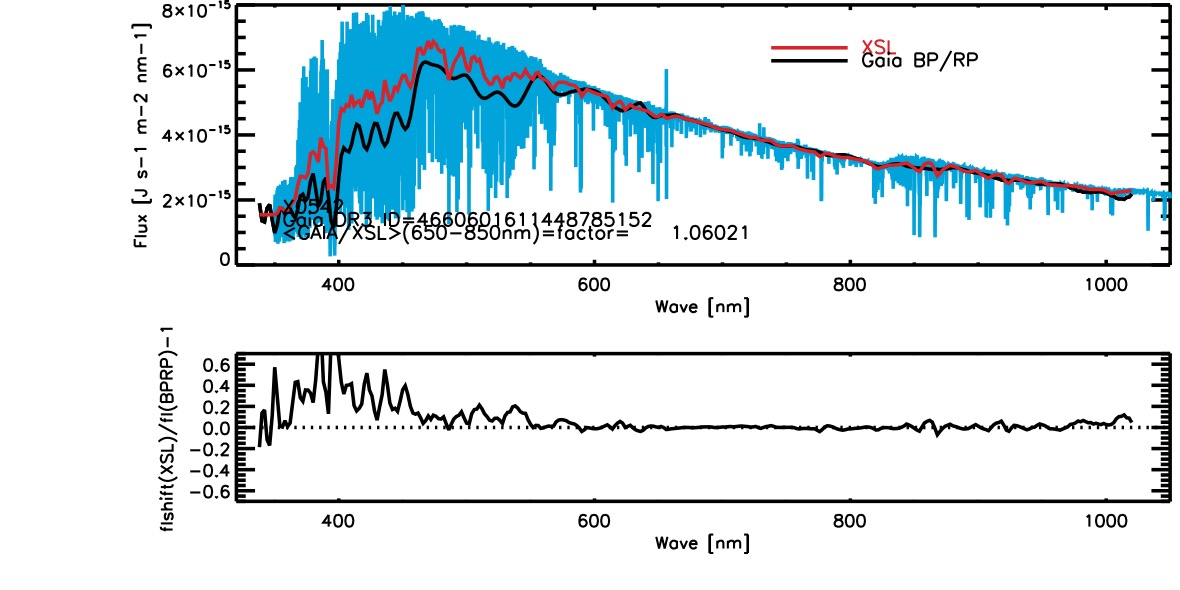 8×10−15
6×10−15
4×10−15
2×10−15
0
Flux [J s−1 m−2 nm−1]
XSL
Gaia BP/RP
X0542
Gaia DR3 ID=4660601611448785152
<GAIA/XSL>(650−850nm)=factor= 1.06021
400 600 800 1000
Wave [nm]
flshift(XSL)/fl(BPRP)−1
0.6
0.4
0.2
0.0
−0.2
−0.4
−0.6
400 600 800 1000
Wave [nm]